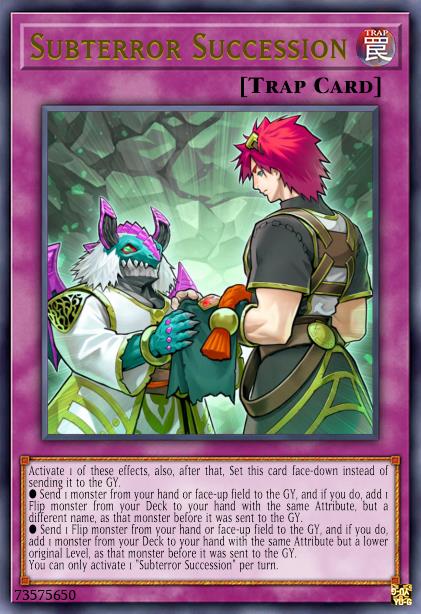 Subterror Succession
TRAP
罠
[Trap Card]
Activate 1 of these effects, also, after that, Set this card face-down instead of
sending it to the GY.
● Send 1 monster from your hand or face-up field to the GY, and if you do, add 1
Flip monster from your Deck to your hand with the same Attribute, but a
different name, as that monster before it was sent to the GY.
● Send 1 Flip monster from your hand or face-up field to the GY, and if you do,
add 1 monster from your Deck to your hand with the same Attribute but a lower
original Level, as that monster before it was sent to the GY.
You can only activate 1 "Subterror Succession" per turn.
73575650